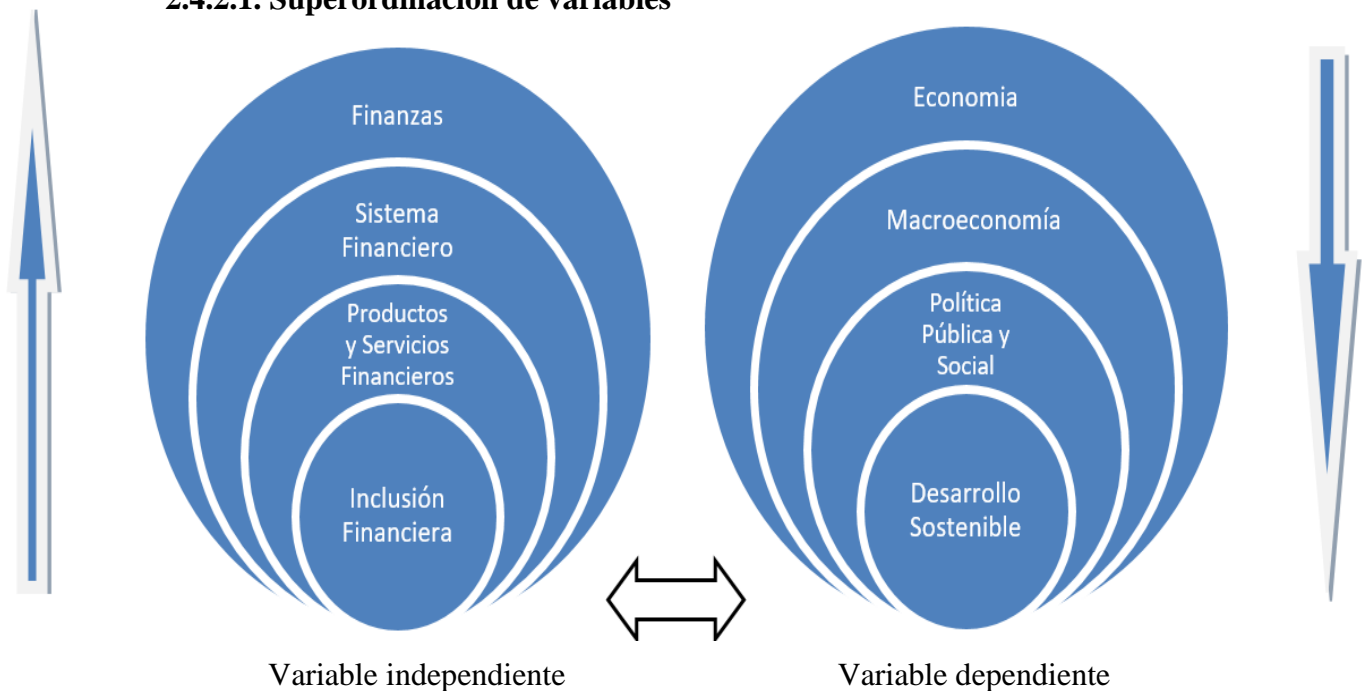 2.4.2.1. Superordinación de variables
Finanzas
Sistema
Financiero
Productos
y Servicios
Financieros
Inclusión
Financiera
Economia
Macroeconomía
Política
Pública y
Social
Desarrollo
Sostenible
Variable independiente
Variable dependiente